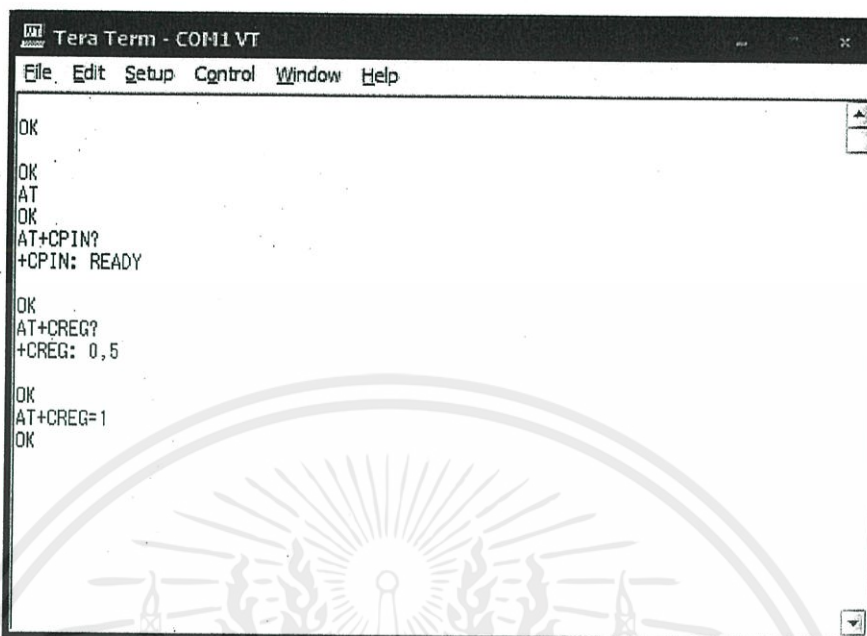 Tera Term - COM1 VT
File Edit Setup Control Window Help
OK
OK
AT
OK
AT+CPIN?
+CPIN: READY
OK
AT+CREG?
+CREG: 0,5
OK
AT+CREG=1
OK